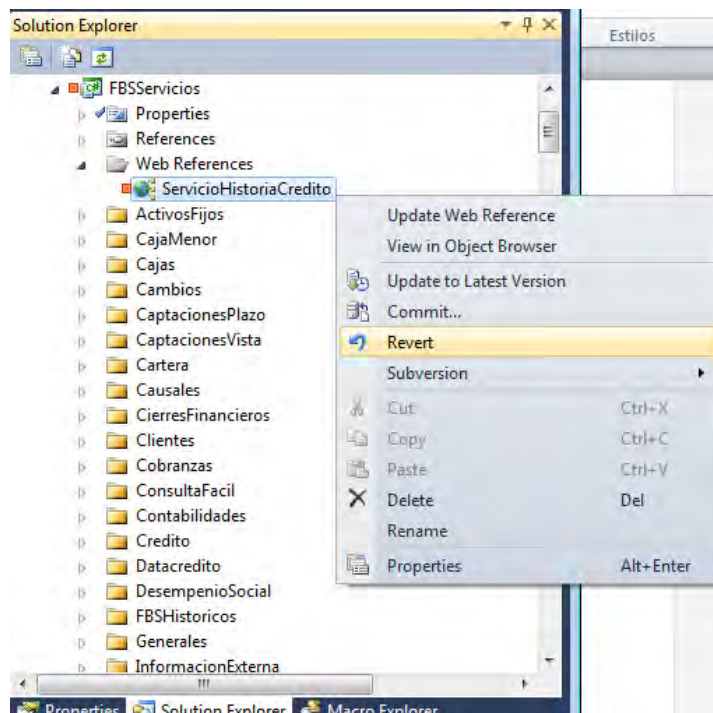 Solution Explorer
Estilos
FBSServicios
Properties
References
Web References
ServicioHistoriaCredito
ActivosFijos
CajaMenor
Cajas
Cambios
CaptacionesPlazo
CaptacionesVista
Cartera
Causales
CierresFinancieros
Clientes
Cobranzas
ConsultaFacil
Contabilidades
Credito
Datacredito
DesempenioSocial
FBSHistoricos
Generales
InformacionExterna
Update Web Reference
View in Object Browser
Update to Latest Version
Commit...
Revert
Subversion
Cut Ctrl+X
Copy Ctrl+C
Paste Ctrl+V
Delete Del
Rename
Properties Alt+Enter
Properties Solution Explorer Macro Explorer